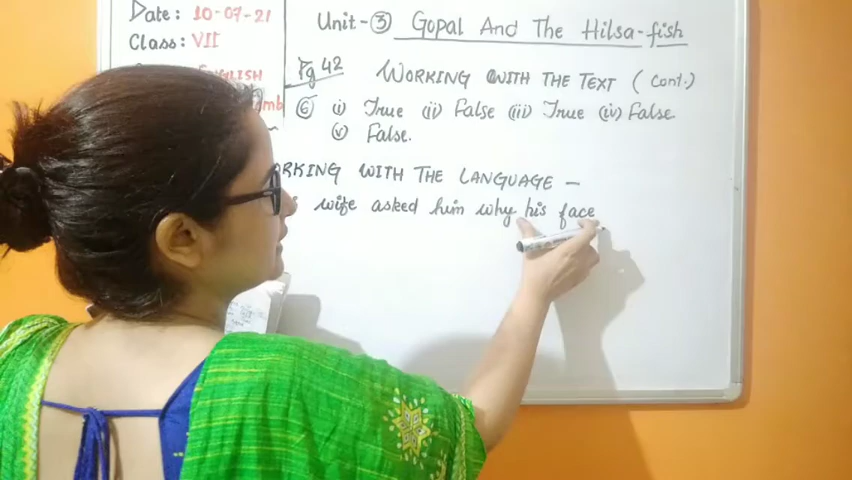 Date: 10-07-21
Class: VII
ENGLISH
Unit-③ Gopal And The Hilsa-fish
Pg 42 WORKING WITH THE TEXT (Cont.)
⑥ (i) True (ii) False (iii) True (iv) False
(v) False.
WITH THE LANGUAGE —
wife asked him why his face